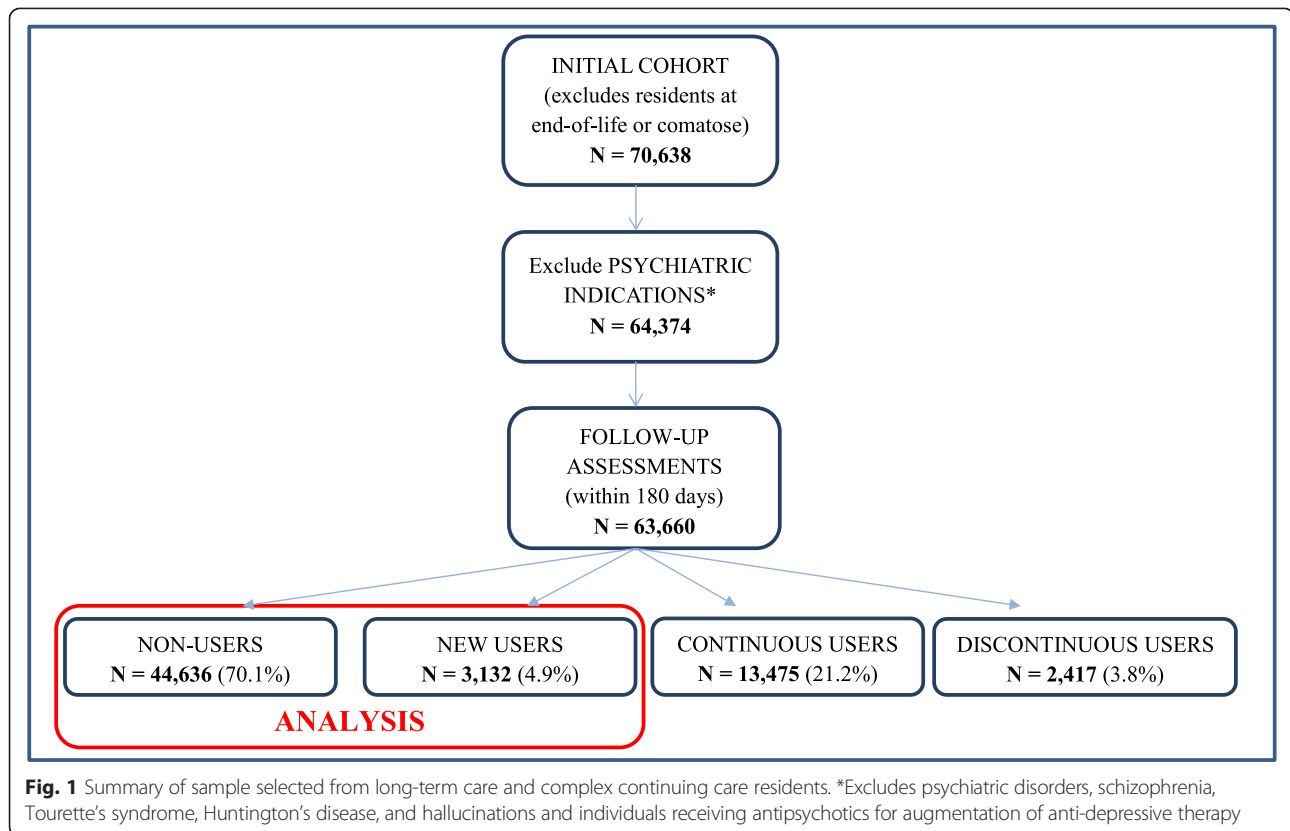 INITIAL COHORT
(excludes residents at
end-of-life or comatose)
N = 70,638
Exclude PSYCHIATRIC
INDICATIONS*
N = 64,374
FOLLOW-UP
ASSESSMENTS
(within 180 days)
N = 63,660
NON-USERS
N = 44,636 (70.1%)
NEW USERS
N = 3,132 (4.9%)
CONTINUOUS USERS
N = 13,475 (21.2%)
DISCONTINUOUS USERS
N = 2,417 (3.8%)
ANALYSIS
Fig. 1 Summary of sample selected from long-term care and complex continuing care residents. *Excludes psychiatric disorders, schizophrenia,
Tourette's syndrome, Huntington's disease, and hallucinations and individuals receiving antipsychotics for augmentation of anti-depressive therapy